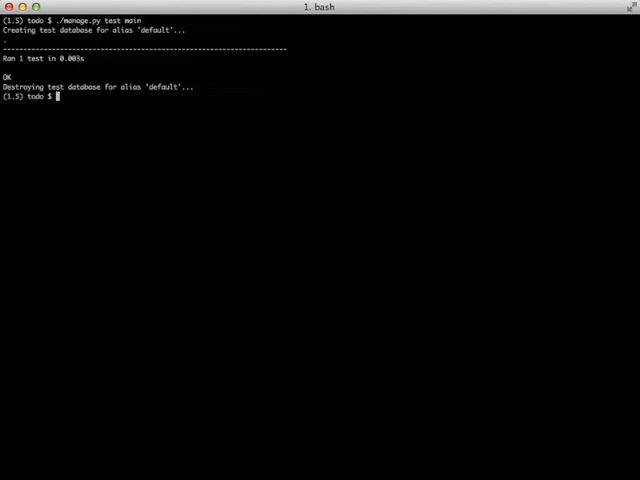 1. bash
(1.5) todo $ ./manage.py test main
Creating test database for alias 'default'...
.
----------------------------------------------------------------------
Ran 1 test in 0.003s
OK
Destroying test database for alias 'default'...
(1.5) todo $